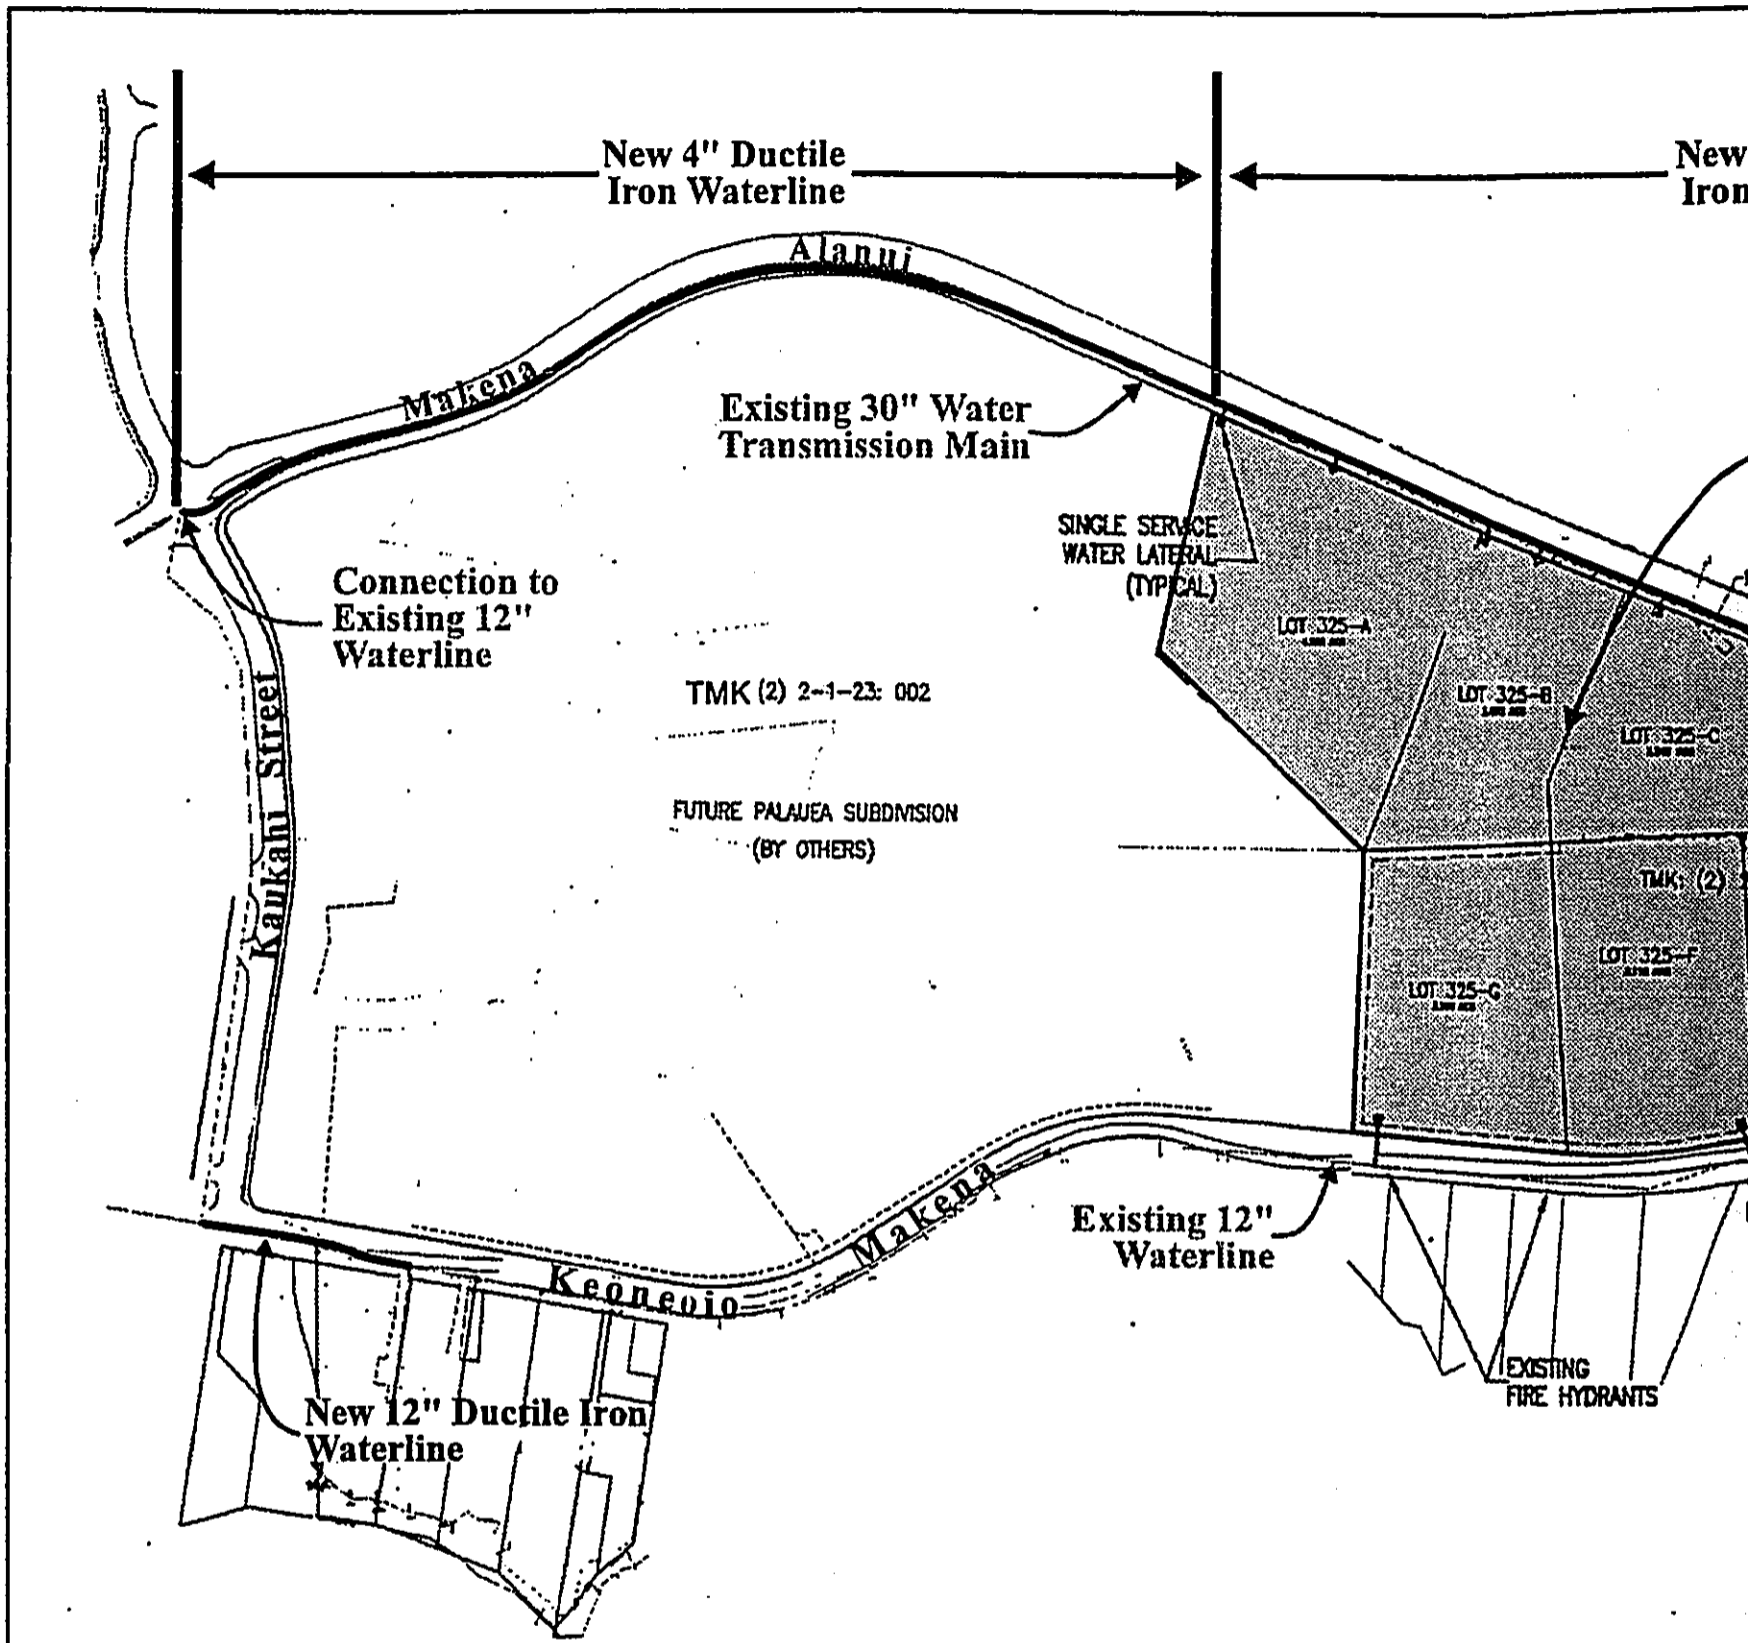 New 4" Ductile
Iron Waterline
New
Iron
Alanui
Makena
Existing 30" Water
Transmission Main
SINGLE SERVICE
WATER LATERAL
(TYPICAL)
Connection to
Existing 12"
Waterline
LOT 325-A
LOT 325-B
LOT 325-C
TMK (2) 2-1-23: 002
Kaukahi Street
FUTURE PALAUEA SUBDIVISION
(BY OTHERS)
TMK: (2)
LOT 325-F
LOT 325-G
Makena
Keoneoio
Existing 12"
Waterline
EXISTING
FIRE HYDRANTS
New 12" Ductile Iron
Waterline